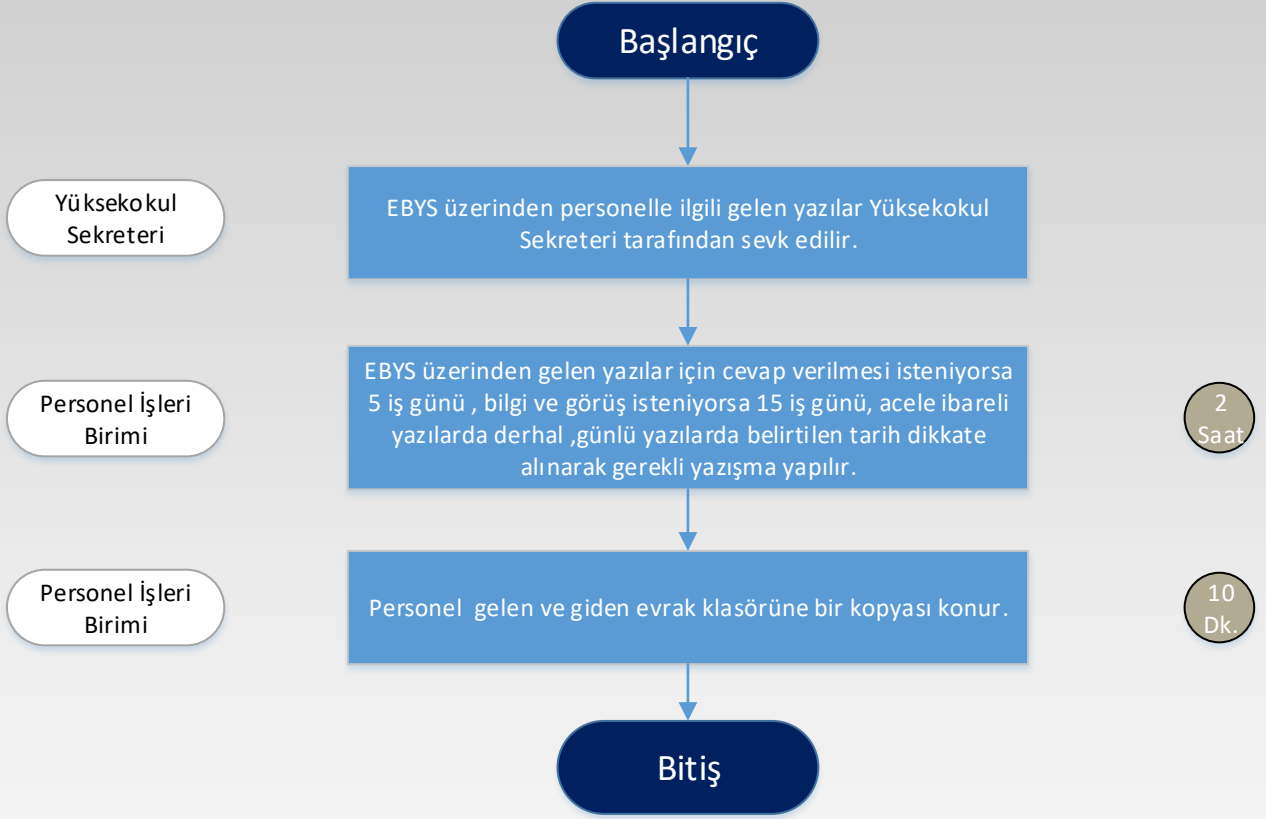 Başlangıç
Yüksekokul
Sekreteri
EBYS üzerinden personelle ilgili gelen yazılar Yüksekokul
Sekreteri tarafından sevk edilir.
Personel İşleri
Birimi
EBYS üzerinden gelen yazılar için cevap verilmesi isteniyorsa
5 iş günü , bilgi ve görüş isteniyorsa 15 iş günü, acele ibareli
yazılarda derhal ,günlü yazılarda belirtilen tarih dikkate
alınarak gerekli yazışma yapılır.
2
Saat
Personel İşleri
Birimi
Personel gelen ve giden evrak klasörüne bir kopyası konur.
10
Dk.
Bitiş